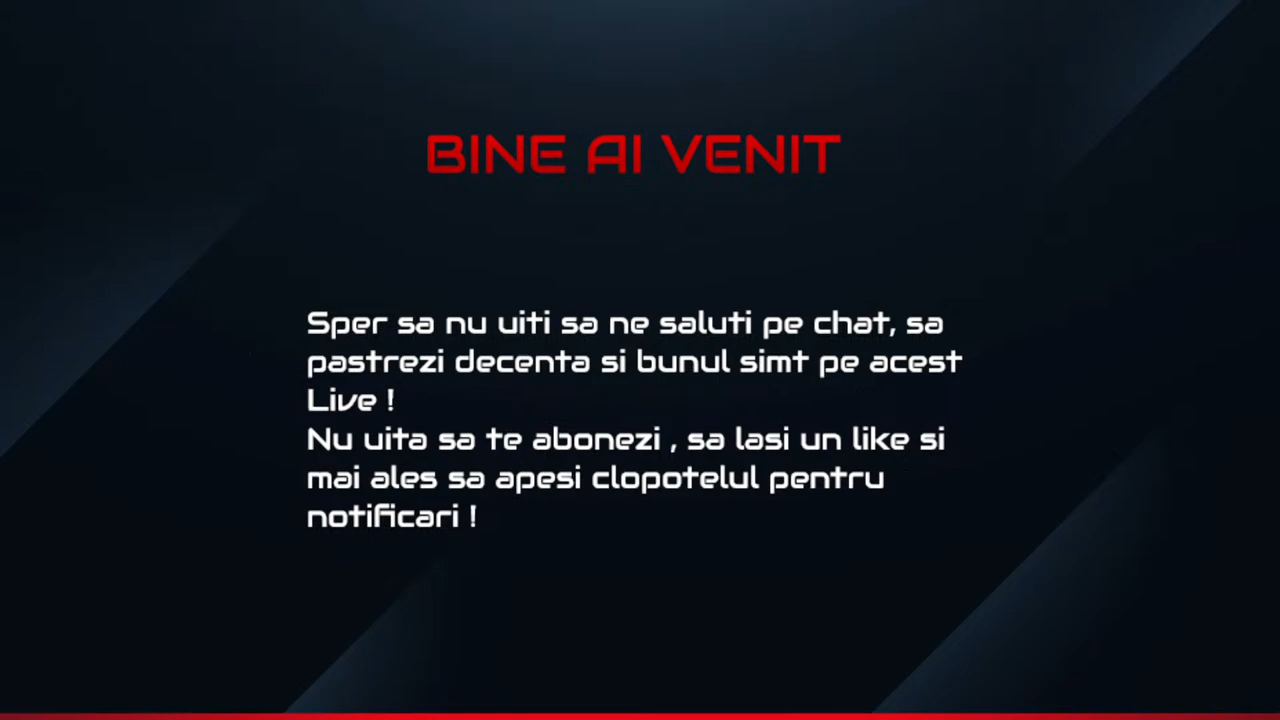 BINE AI VENIT
Sper sa nu uiti sa ne saluti pe chat, sa
pastrezi decenta si bunul simt pe acest
Live !
Nu uita sa te abonezi , sa lasi un like si
mai ales sa apesi clopotelul pentru
notificari !